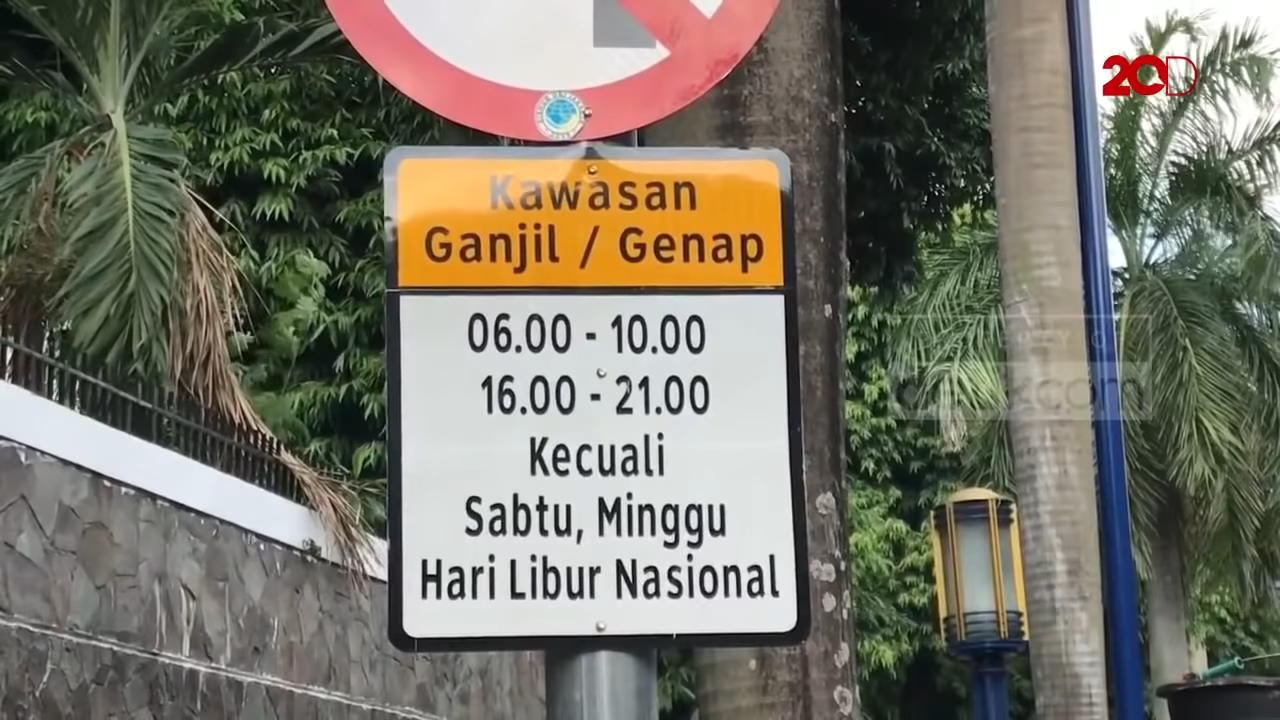 20D
Kawasan
Ganjil / Genap
06.00 - 10.00
16.00 - 21.00
Kecuali
Sabtu, Minggu
Hari Libur Nasional